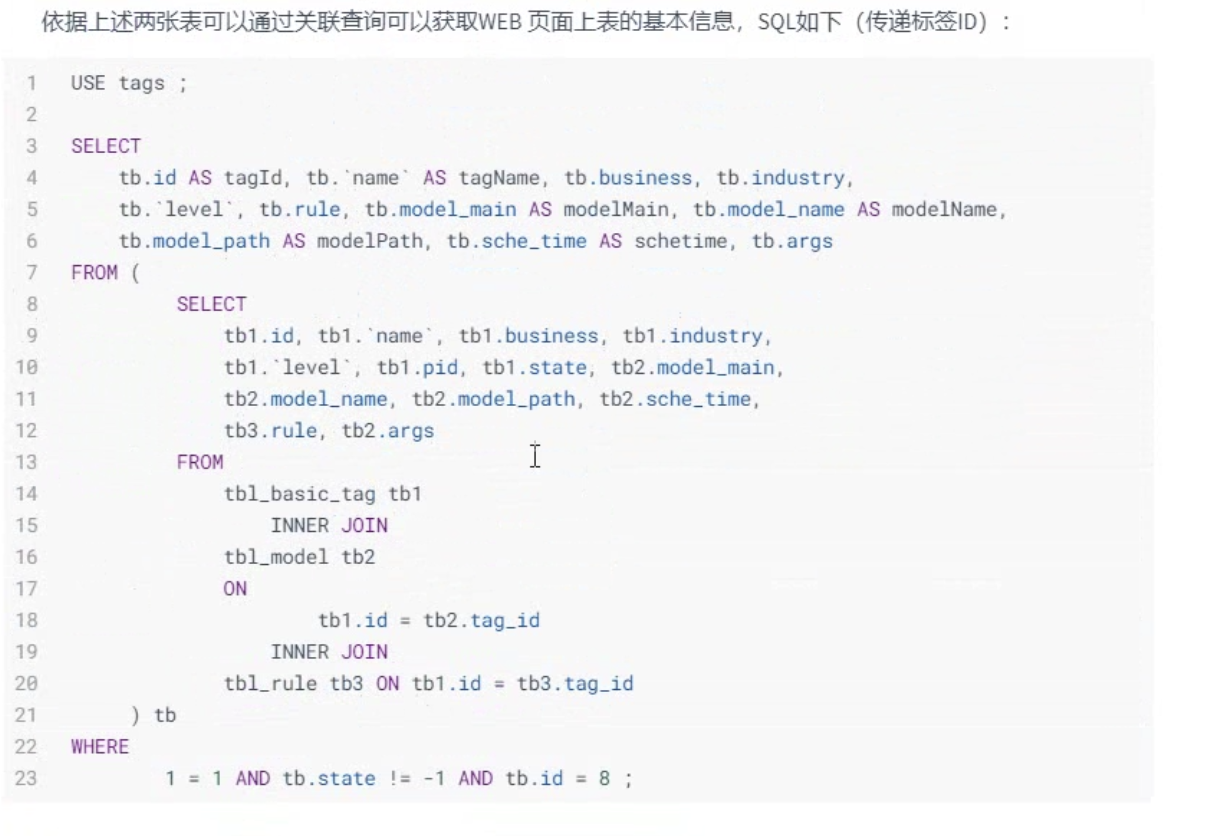 依据上述两张表可以通过关联查询可以获取WEB 页面上表的基本信息，SQL如下（传递标签ID）：
1 USE tags ;
2
3 SELECT
4 tb.id AS tagId, tb.`name` AS tagName, tb.business, tb.industry,
5 tb.`level`, tb.rule, tb.model_main AS modelMain, tb.model_name AS modelName,
6 tb.model_path AS modelPath, tb.sche_time AS schetime, tb.args
7 FROM (
8 SELECT
9 tb1.id, tb1.`name`, tb1.business, tb1.industry,
10 tb1.`level`, tb1.pid, tb1.state, tb2.model_main,
11 tb2.model_name, tb2.model_path, tb2.sche_time,
12 tb3.rule, tb2.args
13 FROM
14 tbl_basic_tag tb1
15 INNER JOIN
16 tbl_model tb2
17 ON
18 tb1.id = tb2.tag_id
19 INNER JOIN
20 tbl_rule tb3 ON tb1.id = tb3.tag_id
21 ) tb
22 WHERE
23 1 = 1 AND tb.state != -1 AND tb.id = 8 ;